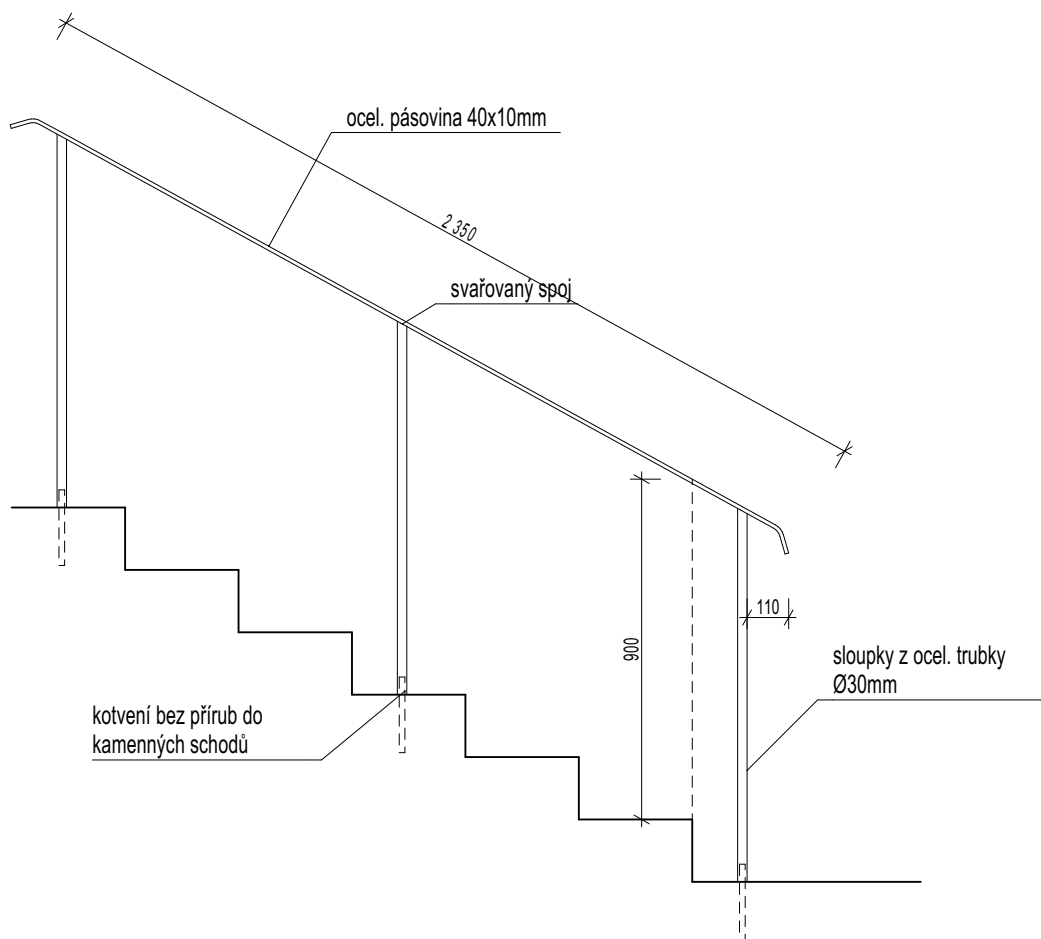 ocel. pásovina 40x10mm
2 350
svařovaný spoj
110
900
sloupky z ocel. trubky
Ø30mm
kotvení bez přírub do
kamenných schodů